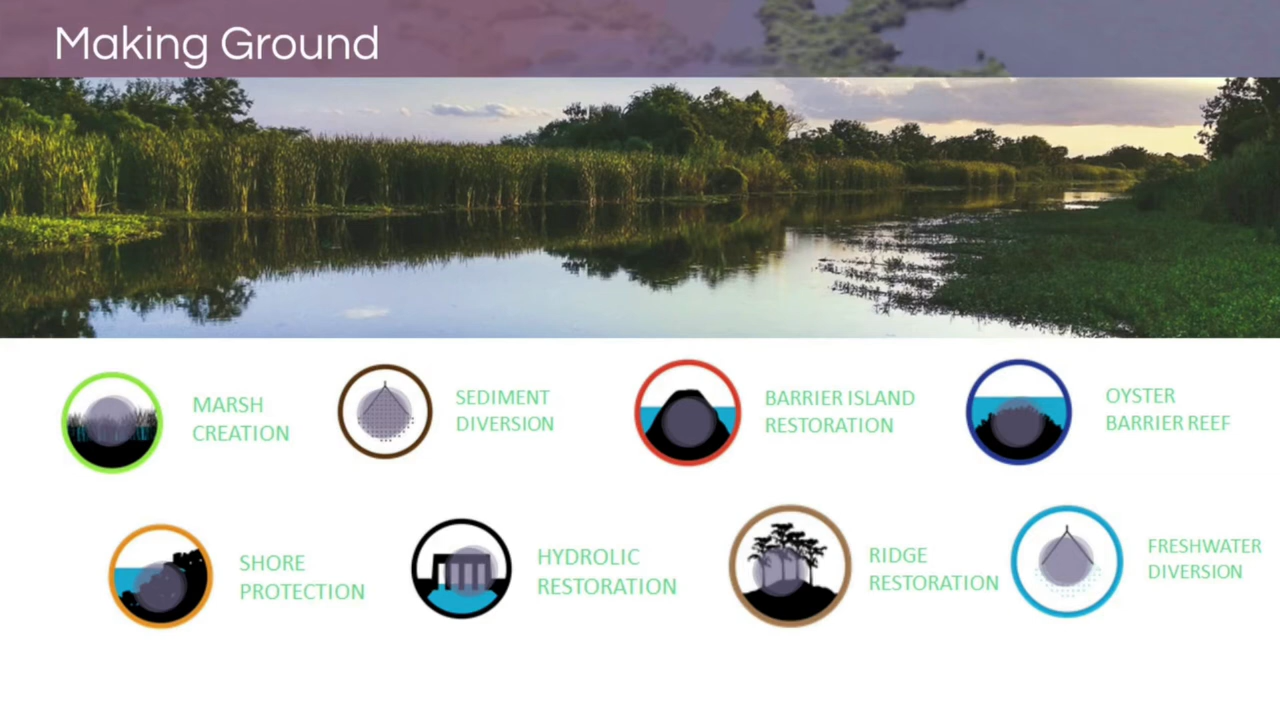 Making Ground
MARSH
CREATION
SEDIMENT
DIVERSION
BARRIER ISLAND
RESTORATION
OYSTER
BARRIER REEF
SHORE
PROTECTION
HYDROLIC
RESTORATION
RIDGE
RESTORATION
FRESHWATER
DIVERSION